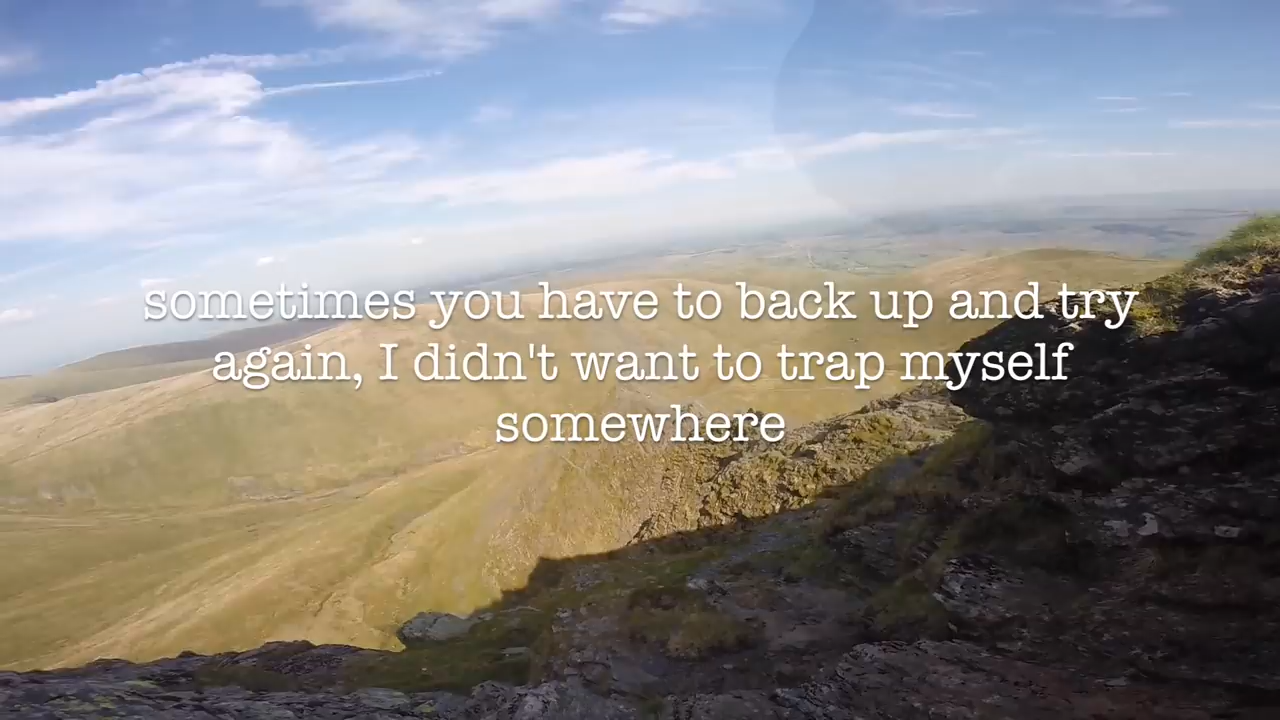 sometimes you have to back up and try
again, I didn't want to trap myself
somewhere